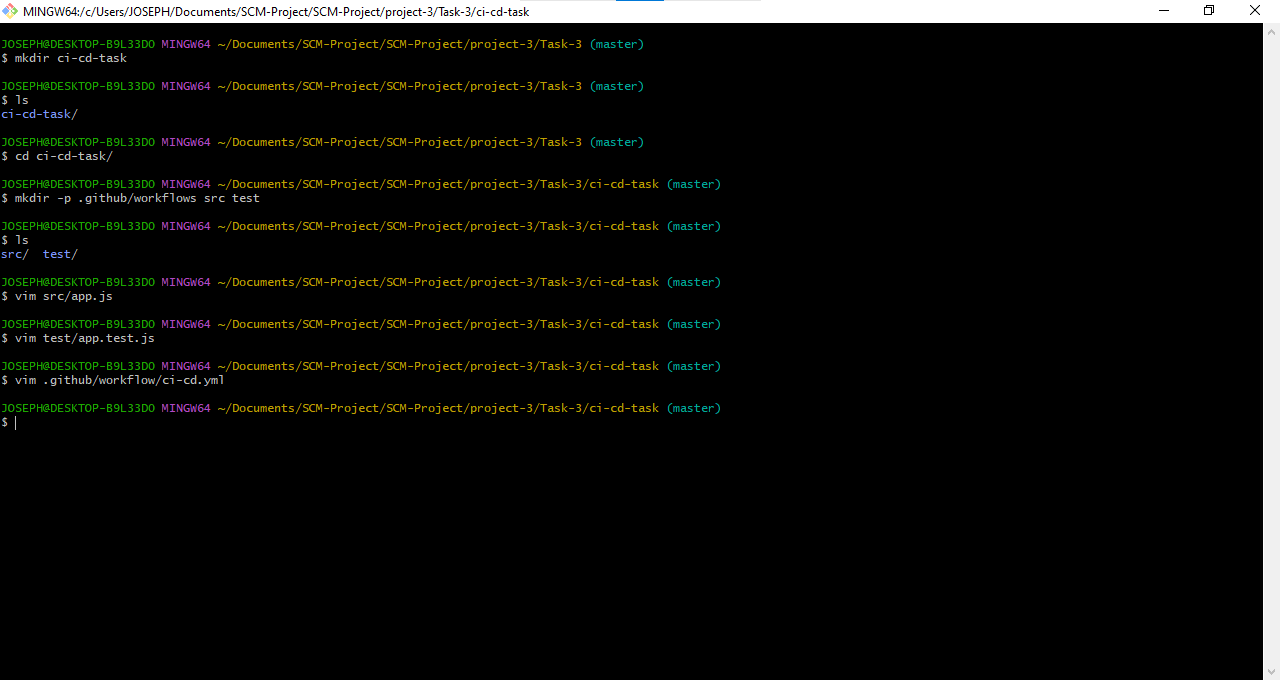 MINGW64:/c/Users/JOSEPH/Documents/SCM-Project/SCM-Project/project-3/Task-3/ci-cd-task
JOSEPH@DESKTOP-B9L33DO MINGW64 ~/Documents/SCM-Project/SCM-Project/project-3/Task-3 (master)
$ mkdir ci-cd-task
JOSEPH@DESKTOP-B9L33DO MINGW64 ~/Documents/SCM-Project/SCM-Project/project-3/Task-3 (master)
$ ls
ci-cd-task/
JOSEPH@DESKTOP-B9L33DO MINGW64 ~/Documents/SCM-Project/SCM-Project/project-3/Task-3 (master)
$ cd ci-cd-task/
JOSEPH@DESKTOP-B9L33DO MINGW64 ~/Documents/SCM-Project/SCM-Project/project-3/Task-3/ci-cd-task (master)
$ mkdir -p .github/workflows src test
JOSEPH@DESKTOP-B9L33DO MINGW64 ~/Documents/SCM-Project/SCM-Project/project-3/Task-3/ci-cd-task (master)
$ ls
src/  test/
JOSEPH@DESKTOP-B9L33DO MINGW64 ~/Documents/SCM-Project/SCM-Project/project-3/Task-3/ci-cd-task (master)
$ vim src/app.js
JOSEPH@DESKTOP-B9L33DO MINGW64 ~/Documents/SCM-Project/SCM-Project/project-3/Task-3/ci-cd-task (master)
$ vim test/app.test.js
JOSEPH@DESKTOP-B9L33DO MINGW64 ~/Documents/SCM-Project/SCM-Project/project-3/Task-3/ci-cd-task (master)
$ vim .github/workflow/ci-cd.yml
JOSEPH@DESKTOP-B9L33DO MINGW64 ~/Documents/SCM-Project/SCM-Project/project-3/Task-3/ci-cd-task (master)
$